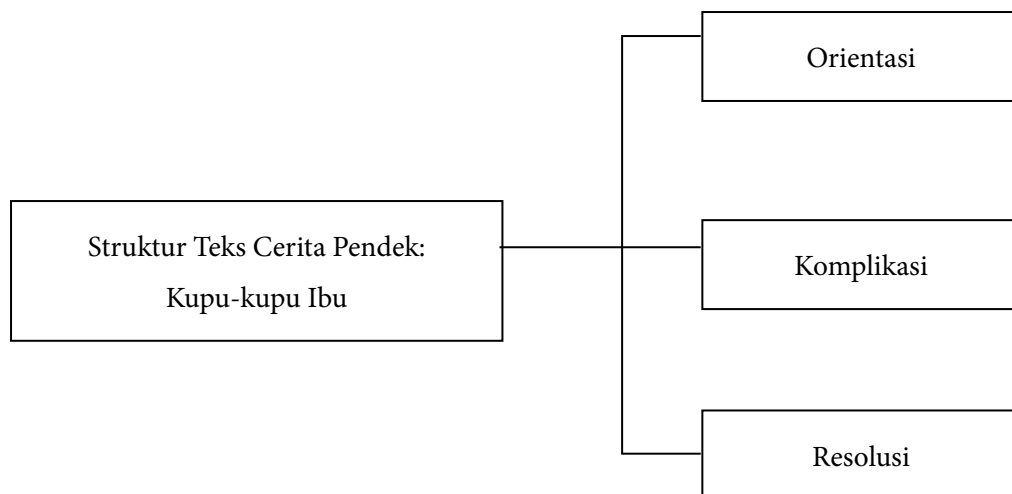 Orientasi
Struktur Teks Cerita Pendek:
Kupu-kupu Ibu
Komplikasi
Resolusi